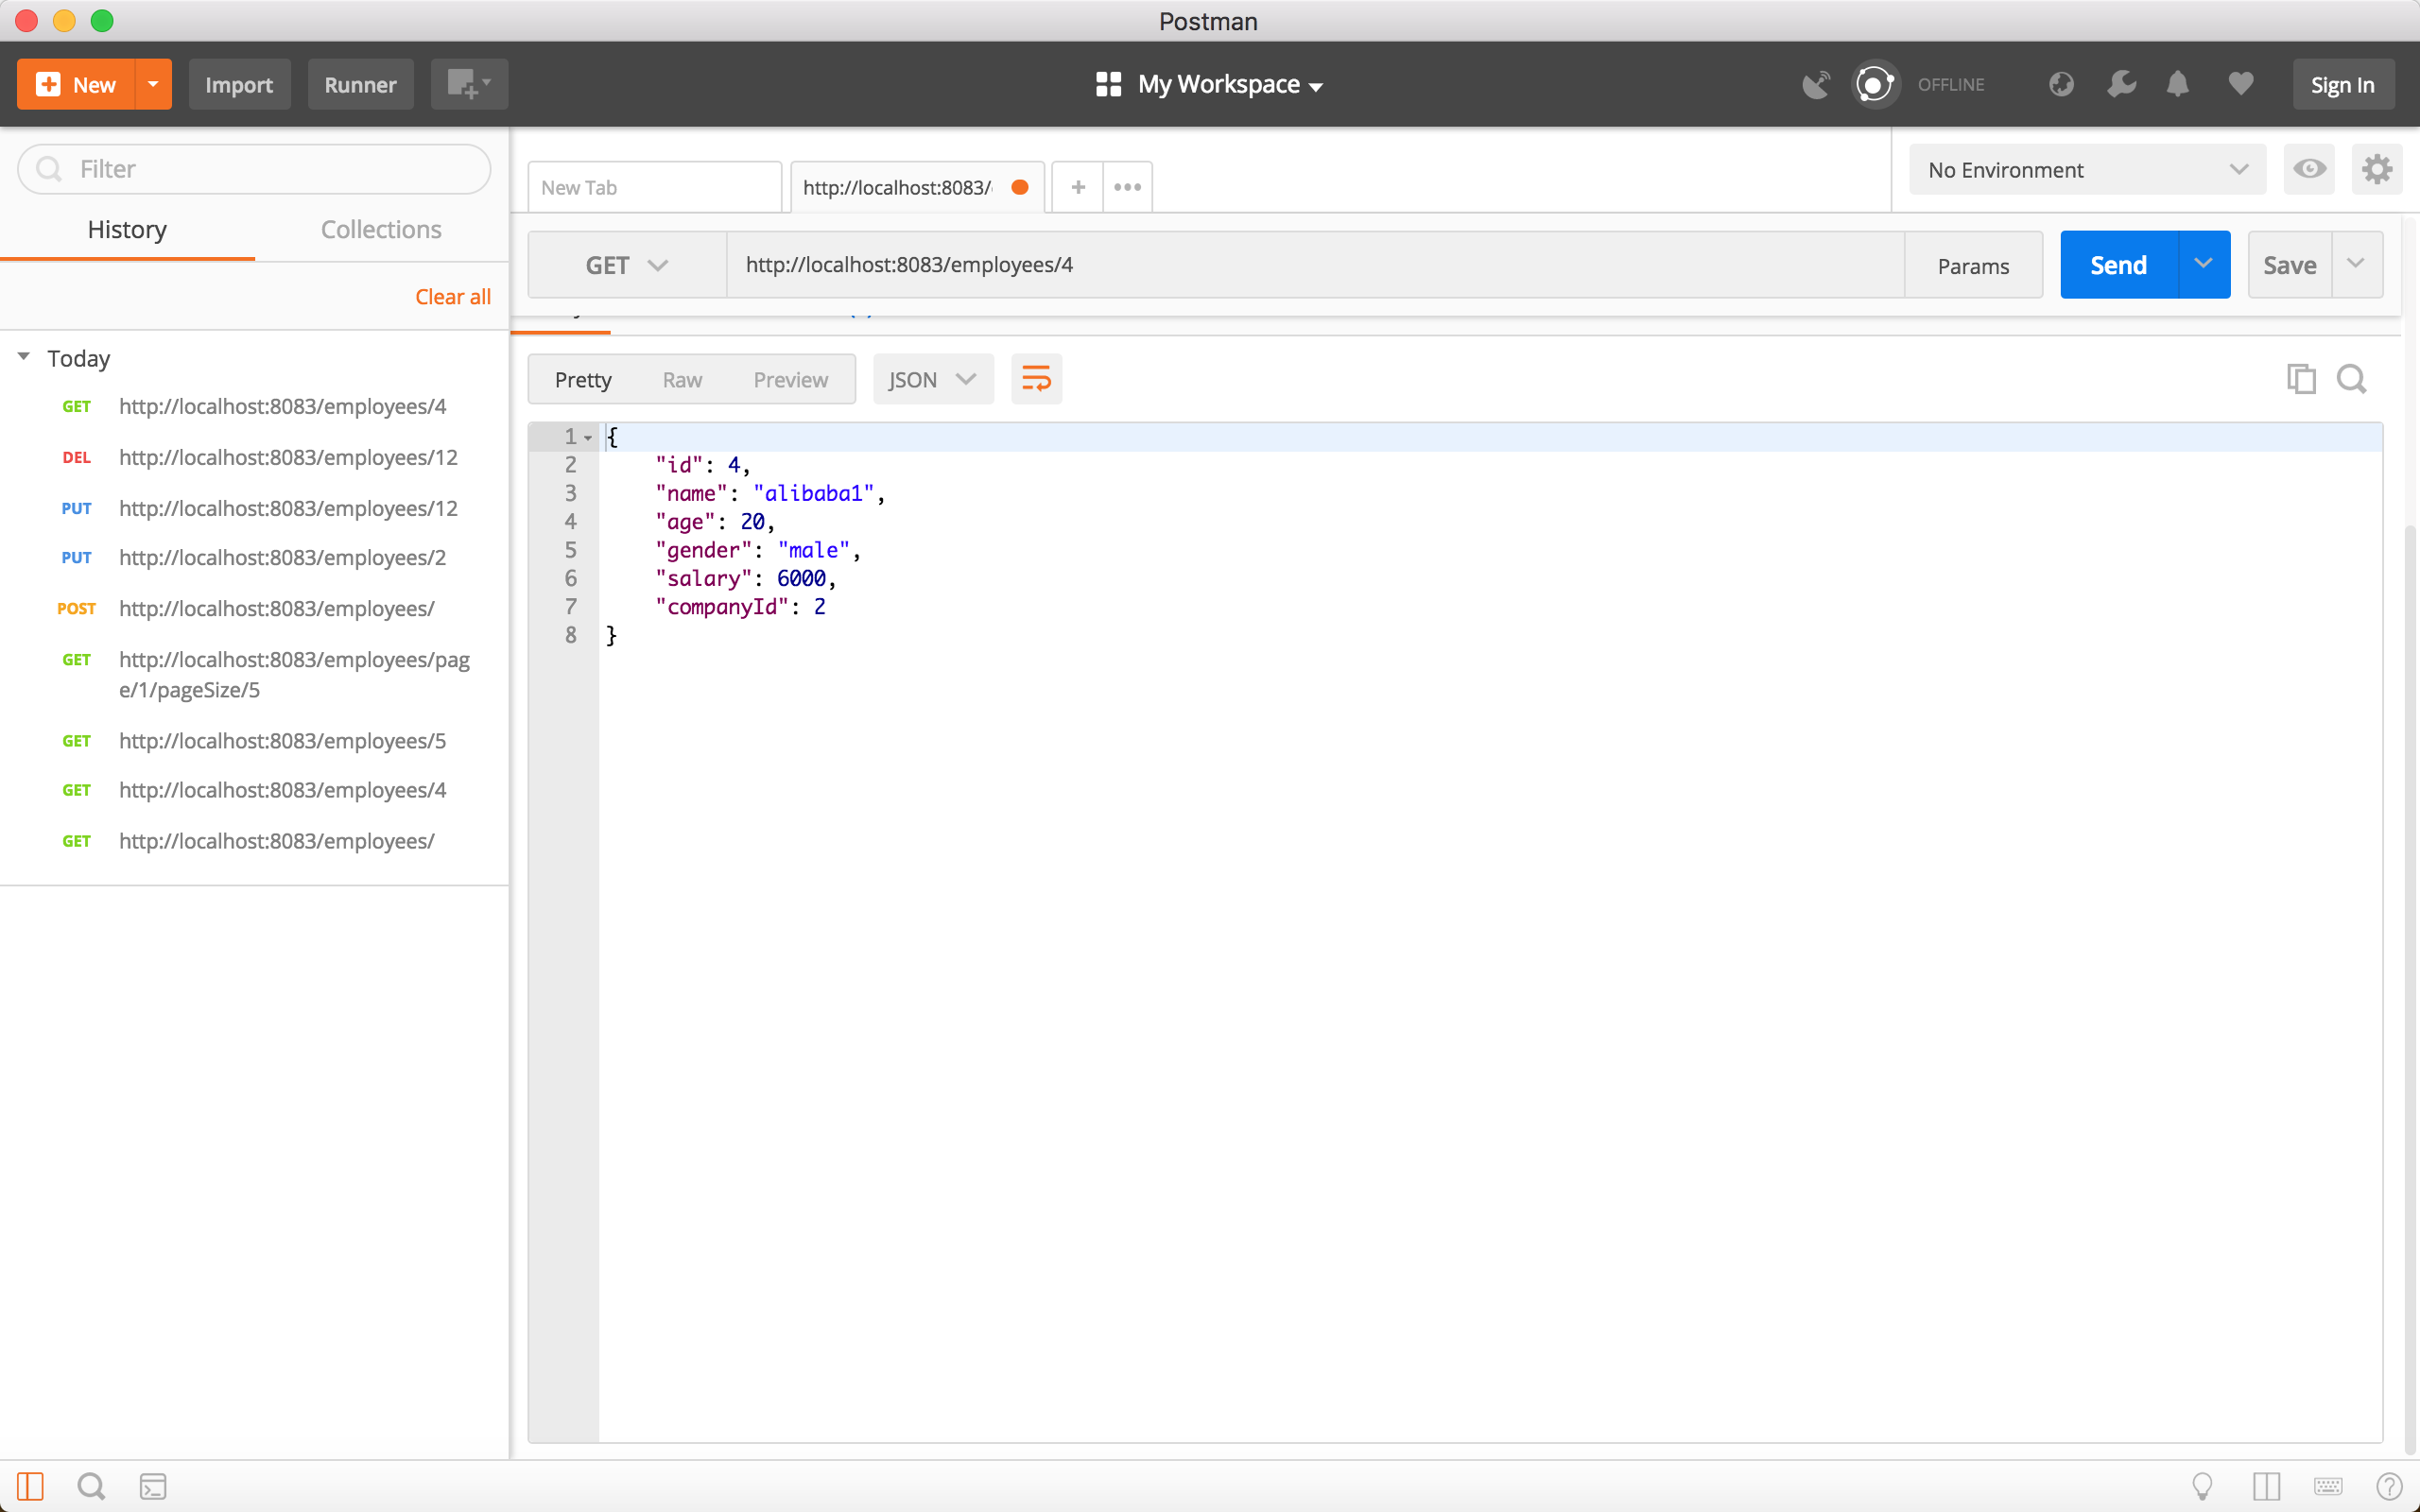 Postman
New
Import
Runner
My Workspace
OFFLINE
Sign In
Filter
History
Collections
Clear all
Today
GET http://localhost:8083/employees/4
DEL http://localhost:8083/employees/12
PUT http://localhost:8083/employees/12
PUT http://localhost:8083/employees/2
POST http://localhost:8083/employees/
GET http://localhost:8083/employees/pag
e/1/pageSize/5
GET http://localhost:8083/employees/5
GET http://localhost:8083/employees/4
GET http://localhost:8083/employees/
New Tab
http://localhost:8083/
No Environment
GET
http://localhost:8083/employees/4
Params
Send
Save
Pretty
Raw
Preview
JSON
1 {
2 "id": 4,
3 "name": "alibaba1",
4 "age": 20,
5 "gender": "male",
6 "salary": 6000,
7 "companyId": 2
8 }